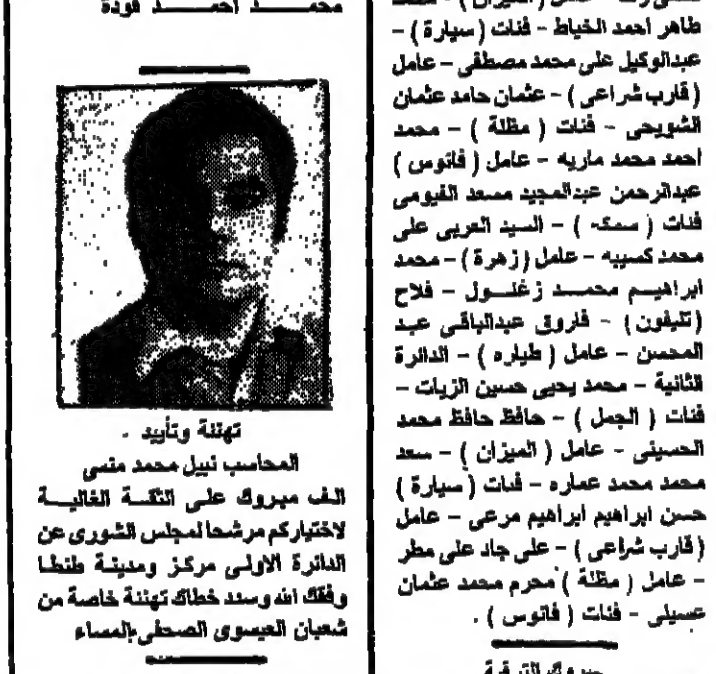 طاهر احمد الخياط - فئات (سيارة) -
عبدالوكيل على محمد مصطفى - عامل
(قارب شراعى) - عثمان حامد عثمان
الشويحى - فئات (مظلة) - محمد
احمد محمد ماريه - عامل (فانوس)
عبدالرحمن عبدالمجيد مسعد الفيومى
فئات (سمكة) - السيد العربى على
محمد كسيبه - عامل (زهرة) - محمد
ابراهيم محمد زغلول - فلاح
(تليفون) - فاروق عبدالباقى عبد
المحسن - عامل (طياره) - الدائرة
الثانية - محمد يحيى حسين الزيات -
فئات (الجمل) - حافظ حافظ محمد
الحسينى - عامل (الميزان) - سعد
محمد محمد عماره - فئات (سيارة)
حسن ابراهيم ابراهيم مرعى - عامل
(قارب شراعى) - على جاد على مطر
- عامل (مظلة) محرم محمد عثمان
عسيلى - فئات (فانوس) .
محمد احمد فودة
تهنئة وتأييد .
المحاسب نبيل محمد منسى
الف مبروك على الثقة الغالية
لاختياركم مرشحا لمجلس الشورى عن
الدائرة الاولى مركز ومدينة طنطا
وفقك الله وسدد خطاك تهنئة خاصة من
شعبان العيسوى الصحفى بالمساء